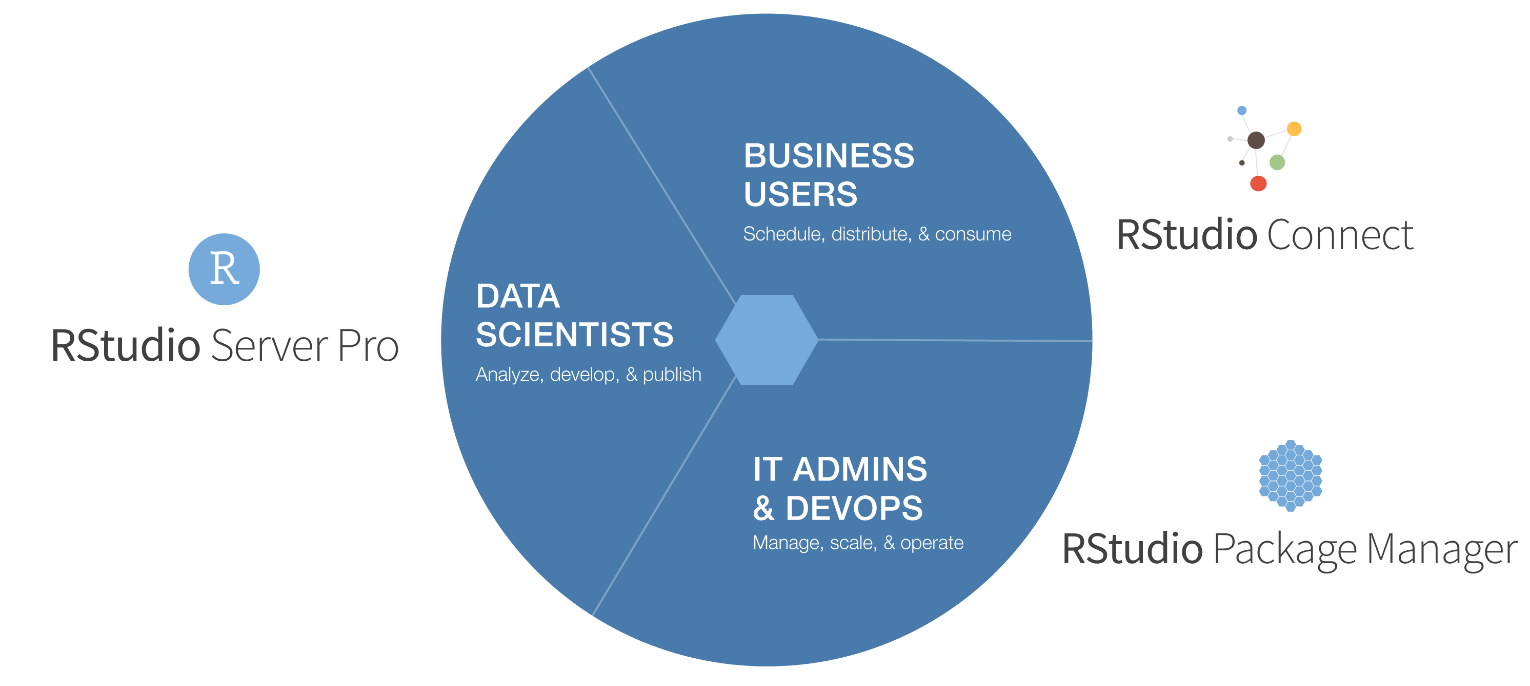 R
RStudio Server Pro
DATA
SCIENTISTS
Analyze, develop, & publish
BUSINESS
USERS
Schedule, distribute, & consume
IT ADMINS
& DEVOPS
Manage, scale, & operate
RStudio Connect
RStudio Package Manager